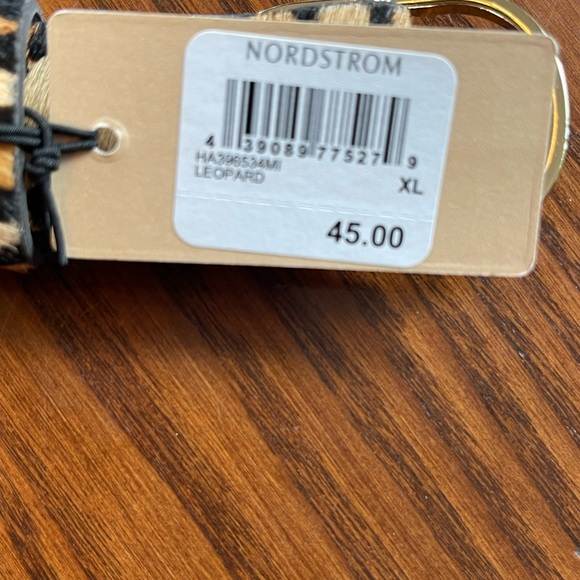 NORDSTROM
4 39089 77527 9
HA396534MI
LEOPARD
XL
45.00